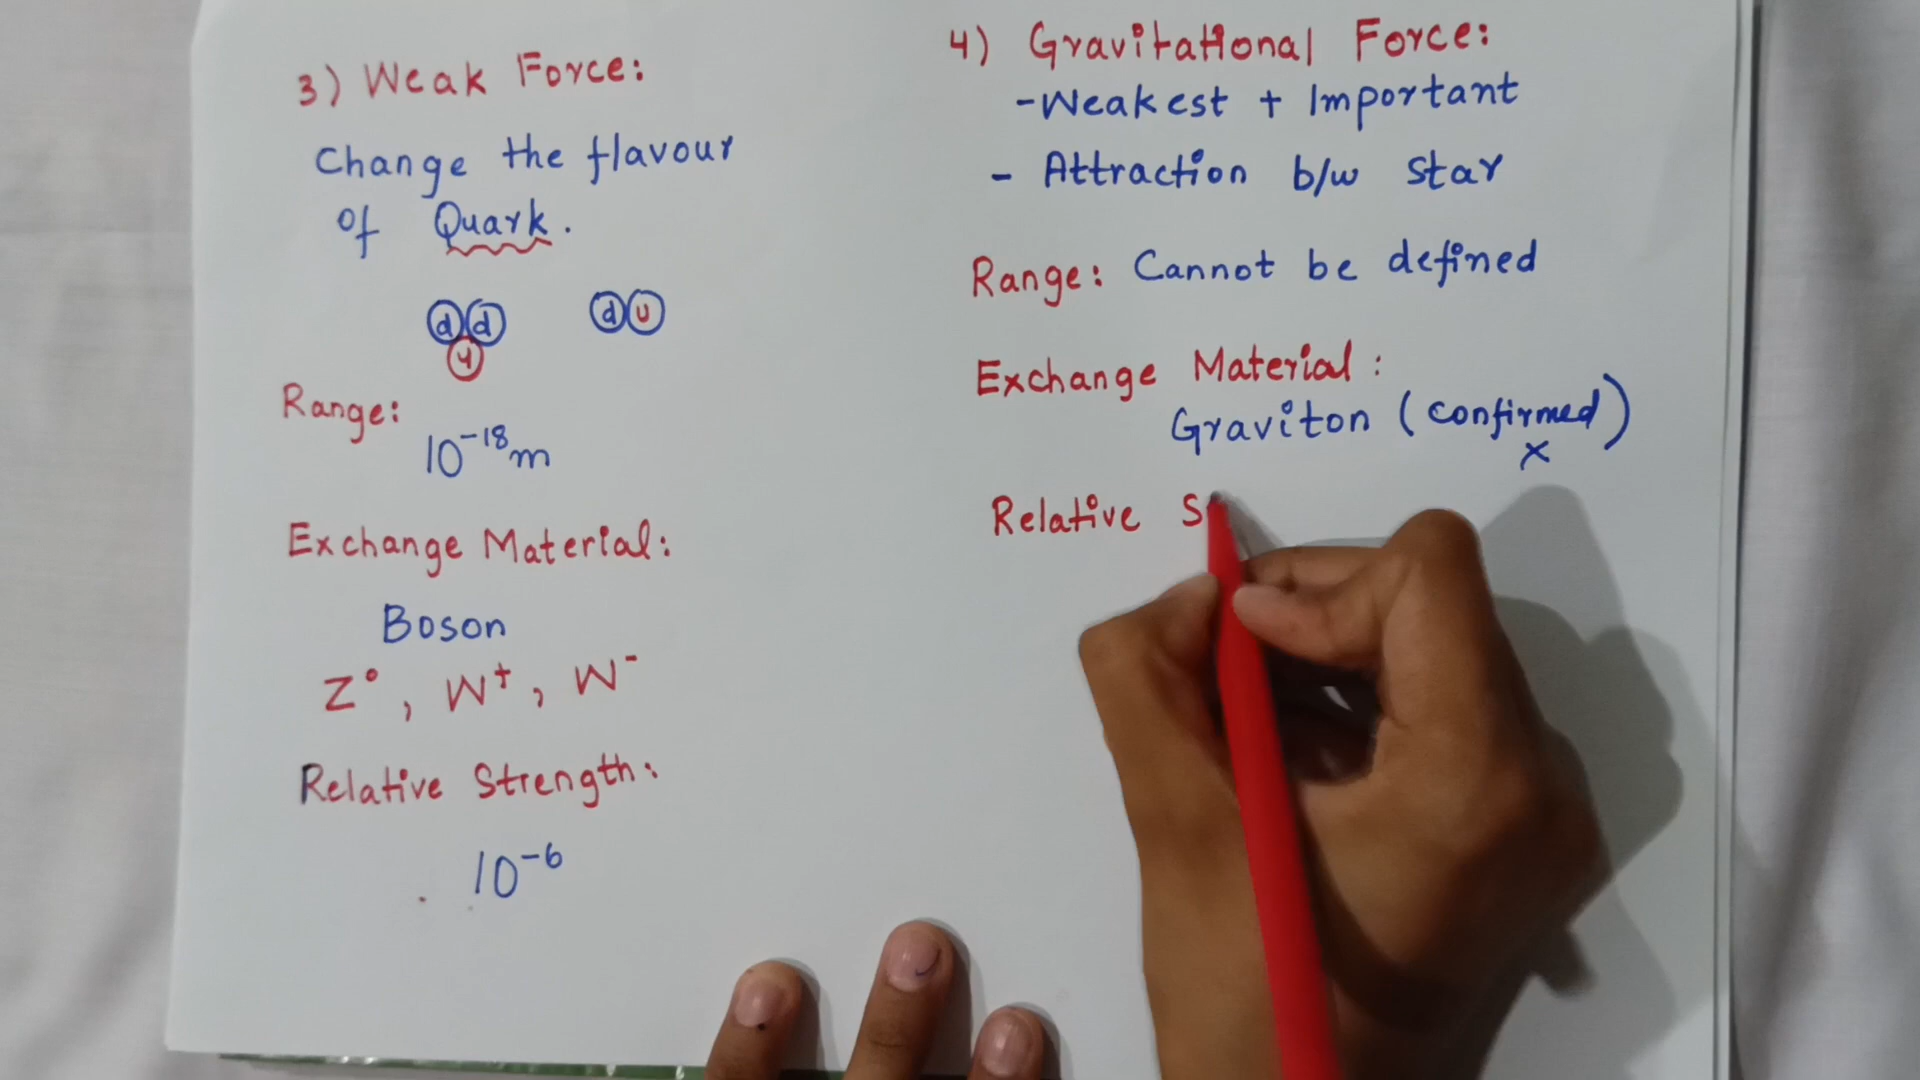 3) Weak Force:
Change the flavour
of Quark.
d d d u
u
Range:
10⁻¹⁸m
Exchange Material:
Boson
Z°, W⁺, W⁻
Relative Strength:
10⁻⁶
4) Gravitational Force:
-Weakest + Important
- Attraction b/w star
Range: Cannot be defined
Exchange Material:
Graviton (confirmed)
x
Relative S